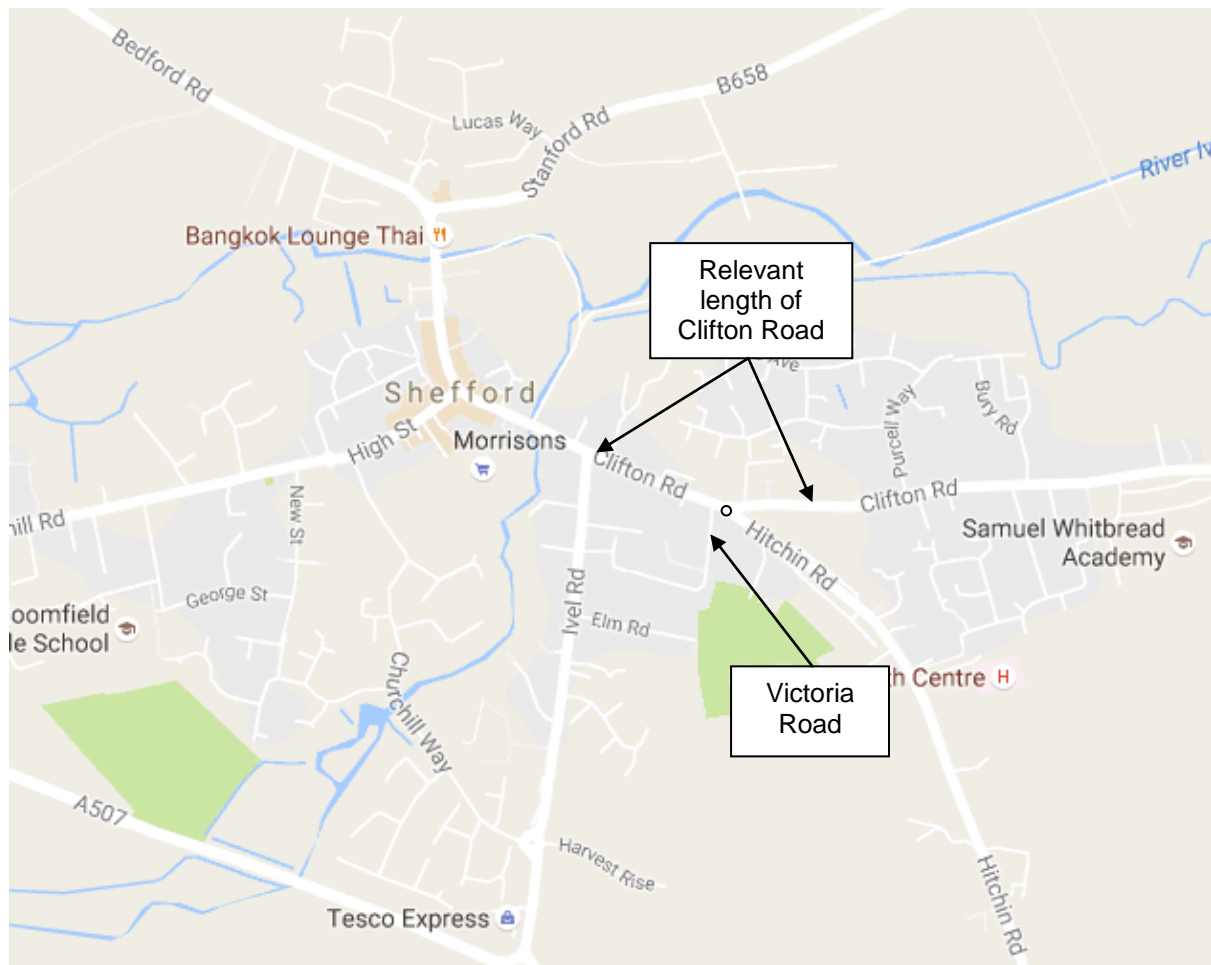 Bedford Rd
B658
Lucas Way
Stanford Rd
River Iv
Bangkok Lounge Thai
Relevant
length of
Clifton Road
Ave
Shefford
Bury Rd
Purcell Way
High St
Morrisons
Clifton Rd
Clifton Rd
New St
hill Rd
Hitchin Rd
Samuel Whitbread
Academy
Ivel Rd
George St
oomfield
le School
Elm Rd
Churchill Way
th Centre H
Victoria
Road
A507
Harvest Rise
Tesco Express
Hitchin Rd